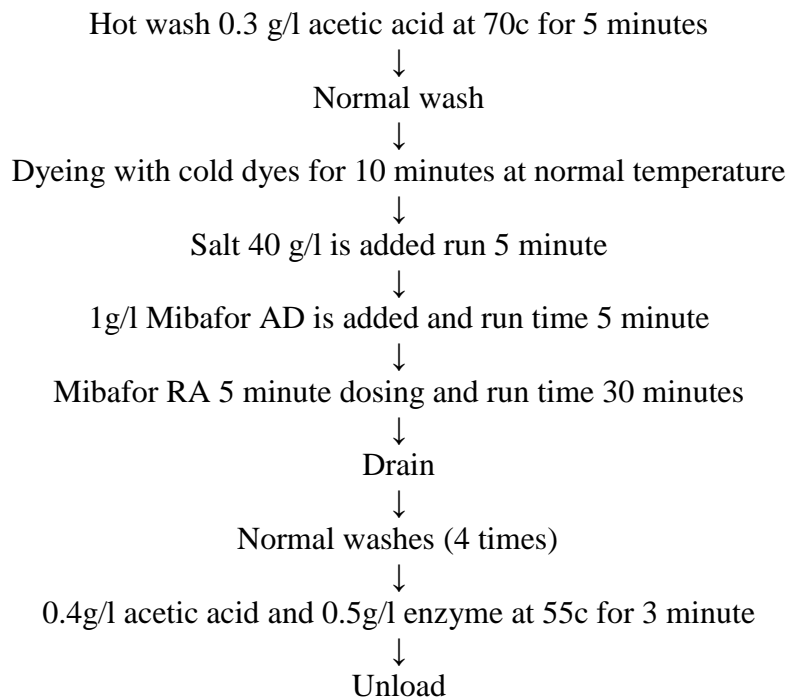 Hot wash 0.3 g/l acetic acid at 70c for 5 minutes
↓
Normal wash
↓
Dyeing with cold dyes for 10 minutes at normal temperature
↓
Salt 40 g/l is added run 5 minute
↓
1g/l Mibafor AD is added and run time 5 minute
↓
Mibafor RA 5 minute dosing and run time 30 minutes
↓
Drain
↓
Normal washes (4 times)
↓
0.4g/l acetic acid and 0.5g/l enzyme at 55c for 3 minute
↓
Unload